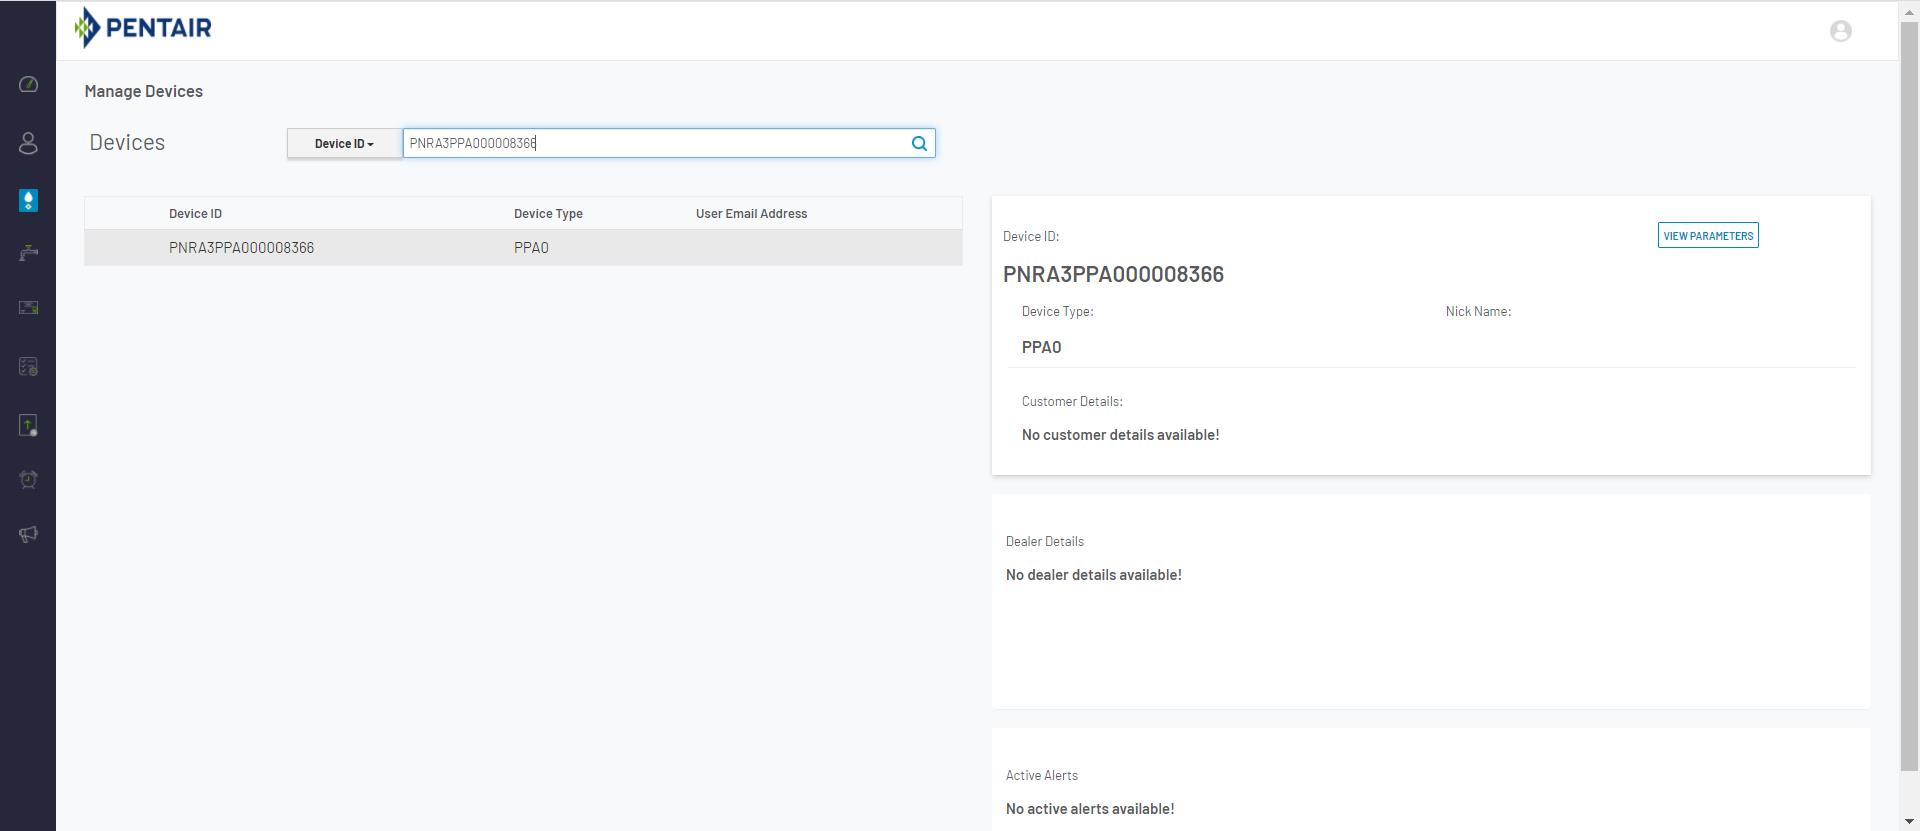 PENTAIR
Manage Devices
Devices
Device ID
PNRA3PPA000008366
Device ID Device Type User Email Address
PNRA3PPA000008366 PPA0
Device ID:
VIEW PARAMETERS
PNRA3PPA000008366
Device Type: Nick Name:
PPA0
Customer Details:
No customer details available!
Dealer Details
No dealer details available!
Active Alerts
No active alerts available!